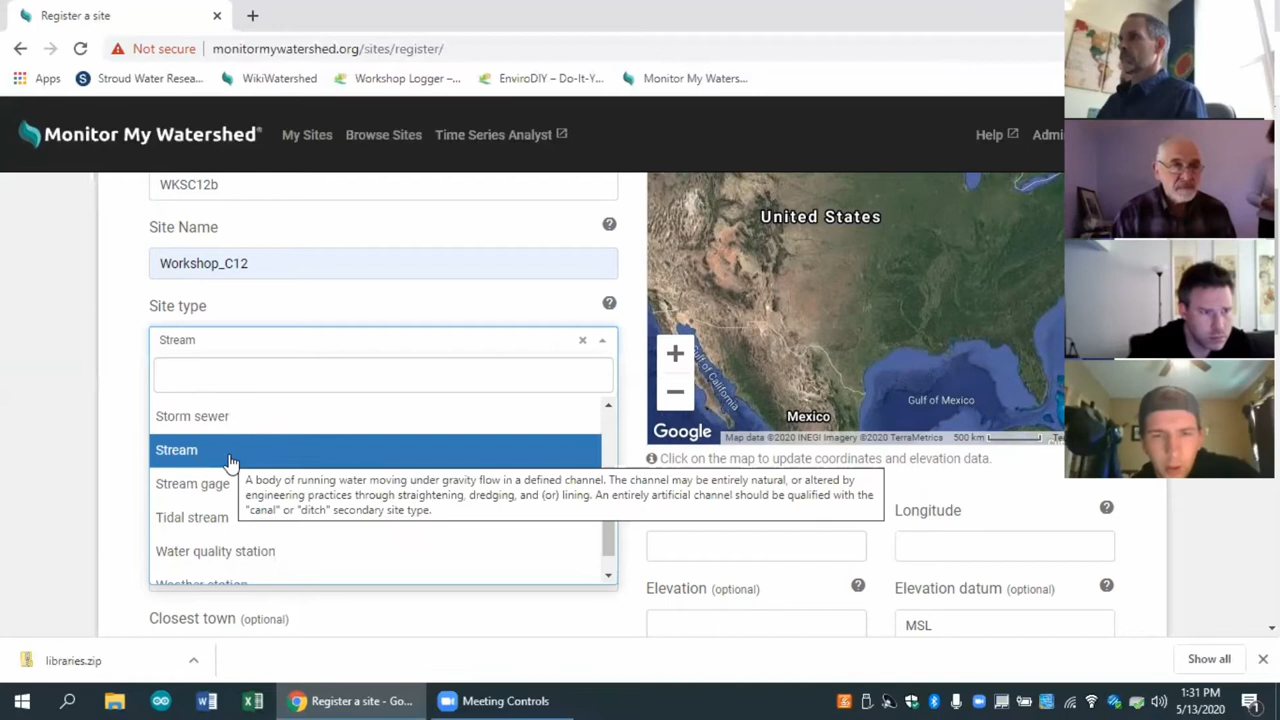 Register a site
Not secure
monitormywatershed.org/sites/register/
Apps
Stroud Water Resea...
WikiWatershed
Workshop Logger –...
EnviroDIY – Do-It-Y...
Monitor My Waters...
Monitor My Watershed®
My Sites
Browse Sites
Time Series Analyst
Help
Admi
WKSC12b
Site Name
Workshop_C12
Site type
Stream
Storm sewer
Stream
Stream gage
Tidal stream
Water quality station
Weather station
A body of running water moving under gravity flow in a defined channel. The channel may be entirely natural, or altered by
engineering practices through straightening, dredging, and (or) lining. An entirely artificial channel should be qualified with the
"canal" or "ditch" secondary site type.
Closest town (optional)
United States
Gulf of California
Gulf of Mexico
Mexico
Google
Map data ©2020 INEGI Imagery ©2020 TerraMetrics
500 km
Te
Click on the map to update coordinates and elevation data.
Longitude
Elevation (optional)
Elevation datum (optional)
MSL
libraries.zip
Show all
Register a site - Go...
Meeting Controls
1:31 PM
5/13/2020